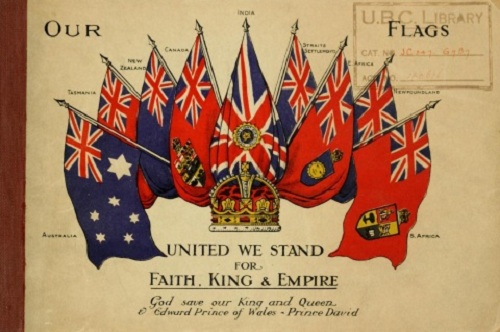 OUR FLAGS
U.B.C. LIBRARY
CAT NO.
INDIA
CANADA
STRAITS SETTLEMENTS
NEW ZEALAND
AFRICA
TASMANIA
NEWFOUNDLAND
AUSTRALIA
S. AFRICA
UNITED WE STAND
FOR
FAITH, KING & EMPIRE
God save our King and Queen
& Edward Prince of Wales - Prince David